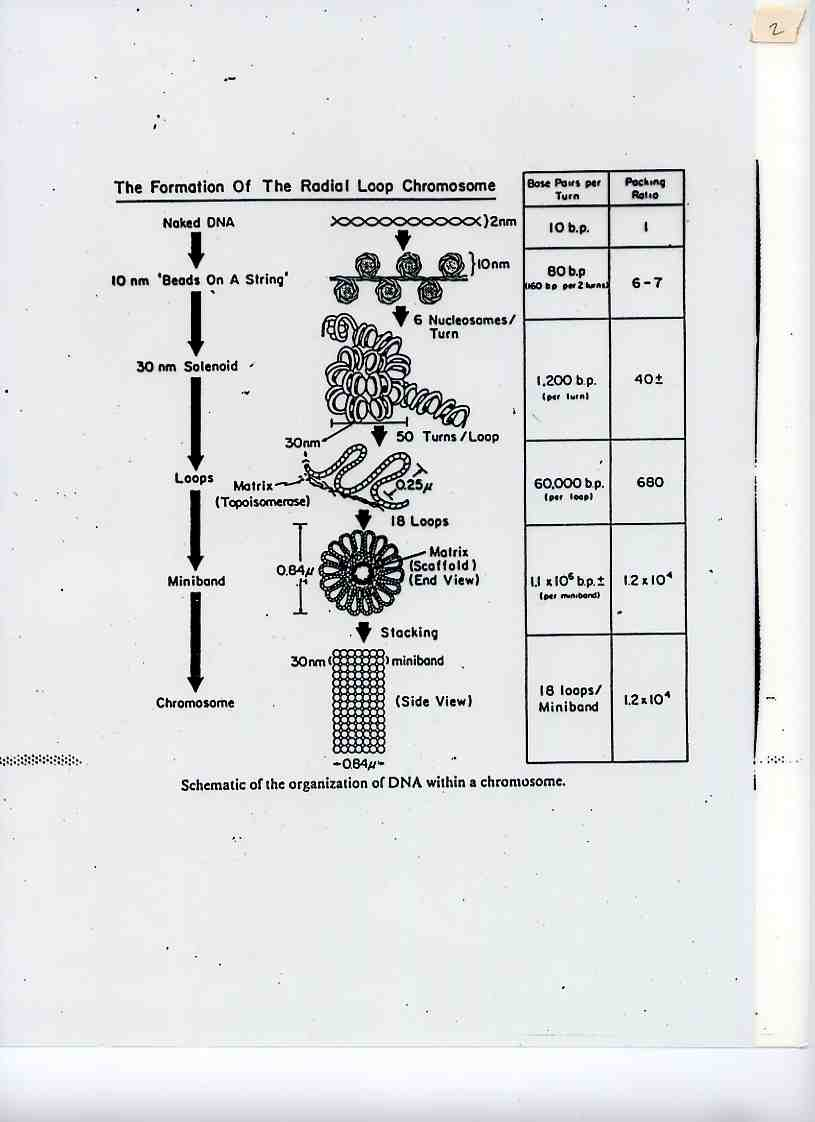 2
The Formation Of The Radial Loop Chromosome
Base Pairs per
Turn
Packing
Ratio
Naked DNA
2nm
10 b.p.
1
10 nm 'Beads On A String'
10nm
80 b.p
(160 b p per 2 turns)
6-7
6 Nucleosomes/
Turn
30 nm Solenoid
1,200 b.p.
(per turn)
40±
30nm
50 Turns/Loop
Loops
Matrix
(Topoisomerase)
0.25µ
60,000 b p.
(per loop)
680
18 Loops
0.84µ
Matrix
(Scaffold)
(End View)
Miniband
1.1 x 10⁶ b.p.±
(per miniband)
1.2 x 10⁴
Stacking
30nm
miniband
(Side View)
Chromosome
18 loops/
Miniband
1.2x10⁴
0.84µ
Schematic of the organization of DNA within a chromosome.